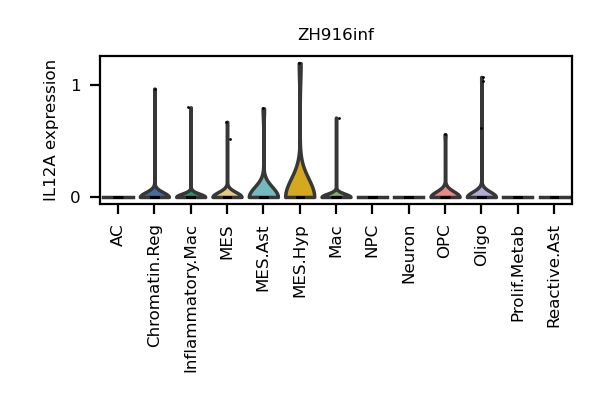 ZH916inf
IL12A expression
1
0
AC
Chromatin.Reg
Inflammatory.Mac
MES
MES.Ast
MES.Hyp
Mac
NPC
Neuron
OPC
Oligo
Prolif.Metab
Reactive.Ast